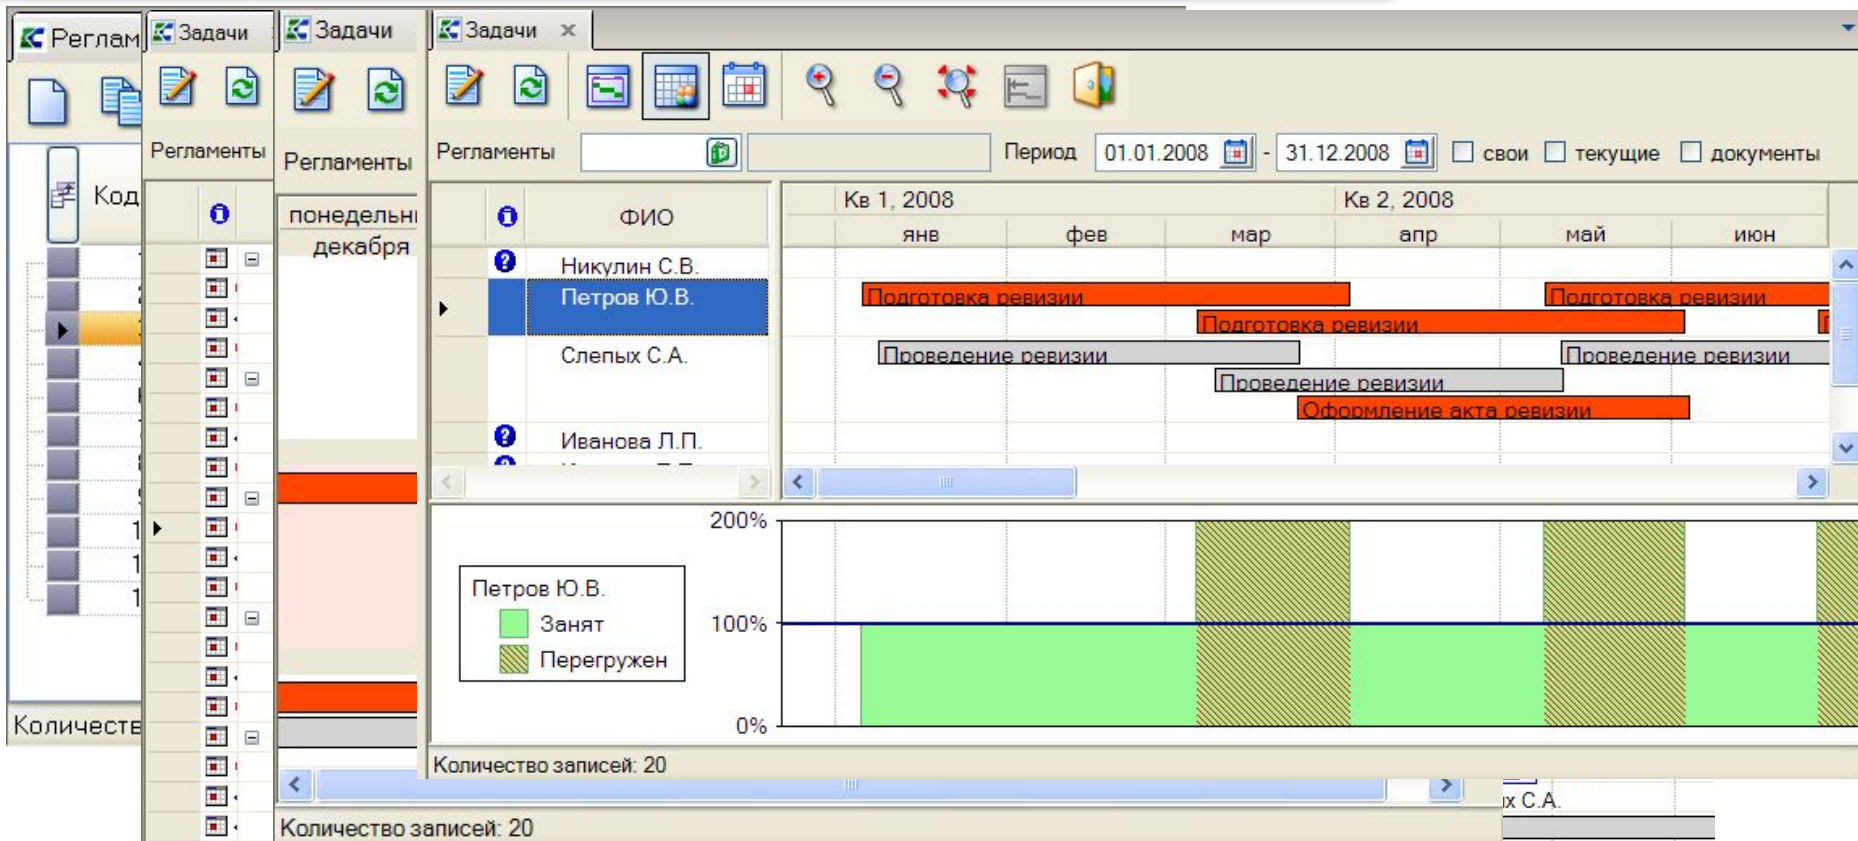 Реглам
Задачи
Задачи
Задачи
Регламенты
Регламенты
Регламенты
Период 01.01.2008 - 31.12.2008 свои текущие документы
Код
понедельн
декабря
ФИО
Кв 1, 2008 Кв 2, 2008
янв фев мар апр май июн
Никулин С.В.
Петров Ю.В.
Подготовка ревизии Подготовка ревизии
Подготовка ревизии
Слепых С.А.
Проведение ревизии Проведение ревизии
Проведение ревизии
Оформление акта ревизии
Иванова Л.П.
200%
100%
0%
Петров Ю.В.
Занят
Перегружен
Количеств
Количество записей: 20
х С.А.
Количество записей: 20